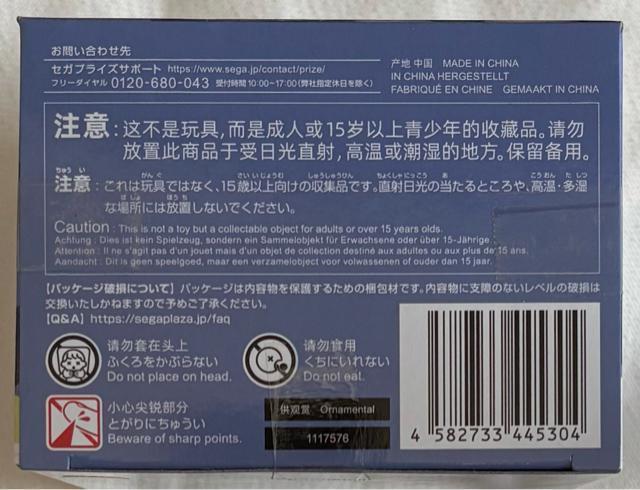 お問い合わせ先
セガプライズサポート https://www.sega.jp/contact/prize/
フリーダイヤル 0120-680-043 受付時間10:00~17:00(弊社指定休日を除く)
产地 中国 MADE IN CHINA
IN CHINA HERGESTELLT
FABRIQUÉ EN CHINE GEMAAKT IN CHINA
注意:这不是玩具,而是成人或15岁以上青少年的收藏品。请勿
放置此商品于受日光直射,高温或潮湿的地方。保留备用。
注意:これは玩具ではなく、15歳以上向けの収集品です。直射日光の当たるところや、高温・多湿
な場所には放置しないでください。
Caution : This is not a toy but a collectable object for adults or over 15 years olds.
Achtung : Dies ist kein Spielzeug, sondern ein Sammelobjekt für Erwachsene oder über 15-Jährige.
Attention : Il ne s'agit pas d'un jouet mais d'un objet de collection destiné aux adultes ou aux plus de 15 ans.
Aandacht : Dit is geen speelgoed, maar een verzamelobject voor volwassenen of ouder dan 15 jaar.
【パッケージ破損について】パッケージは内容物を保護するための梱包材です。内容物に支障のないレベルの破損は
交換いたしかねますので予めご了承ください。
【Q&A】https://segaplaza.jp/faq
请勿套在头上
ふくろをかぶらない
Do not place on head.
请勿食用
くちにいれない
Do not eat.
小心尖锐部分
とがりにちゅうい
Beware of sharp points.
供观赏 Ornamental
1117576
4 582733 445304